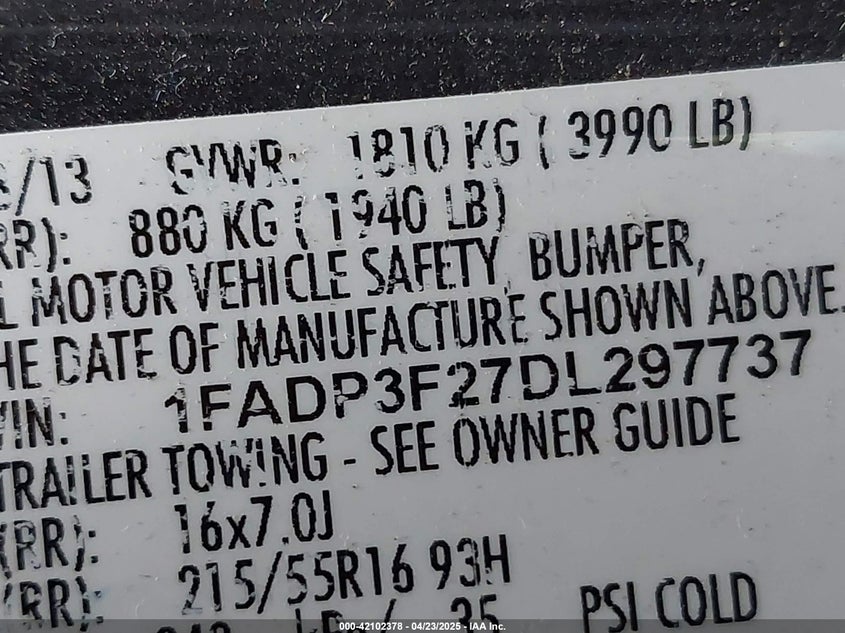 /13 GVWR: 1810 KG ( 3990 LB)
RR): 880 KG ( 1940 LB)
L MOTOR VEHICLE SAFETY, BUMPER,
HE DATE OF MANUFACTURE SHOWN ABOVE.
VIN: 1FADP3F27DL297737
TRAILER TOWING - SEE OWNER GUIDE
(RR): 16x7.0J
(RR): 215/55R16 93H
kPa/ 35 PSI COLD
000-42102378 - 04/23/2025 - IAA Inc.